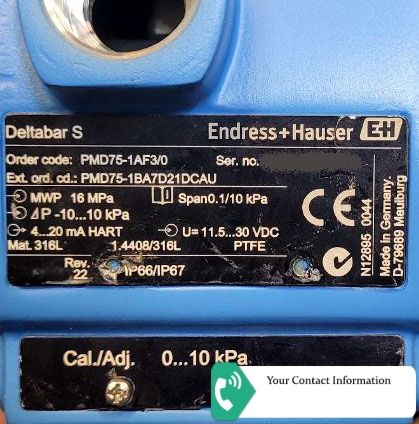 Deltabar S
Endress+Hauser EH
Order code: PMD75-1AF3/0 Ser. no.
Ext. ord. cd.: PMD75-1BA7D21DCAU
MWP 16 MPa Span0.1/10 kPa
ΔP -10...10 kPa
4...20 mA HART U= 11.5...30 VDC
Mat. 316L 1.4408/316L PTFE
Rev. 22 IP66/IP67
CE 0044
N12895
Made in Germany.
D-79689 Maulburg
Cal./Adj. 0...10 kPa
Your Contact Information